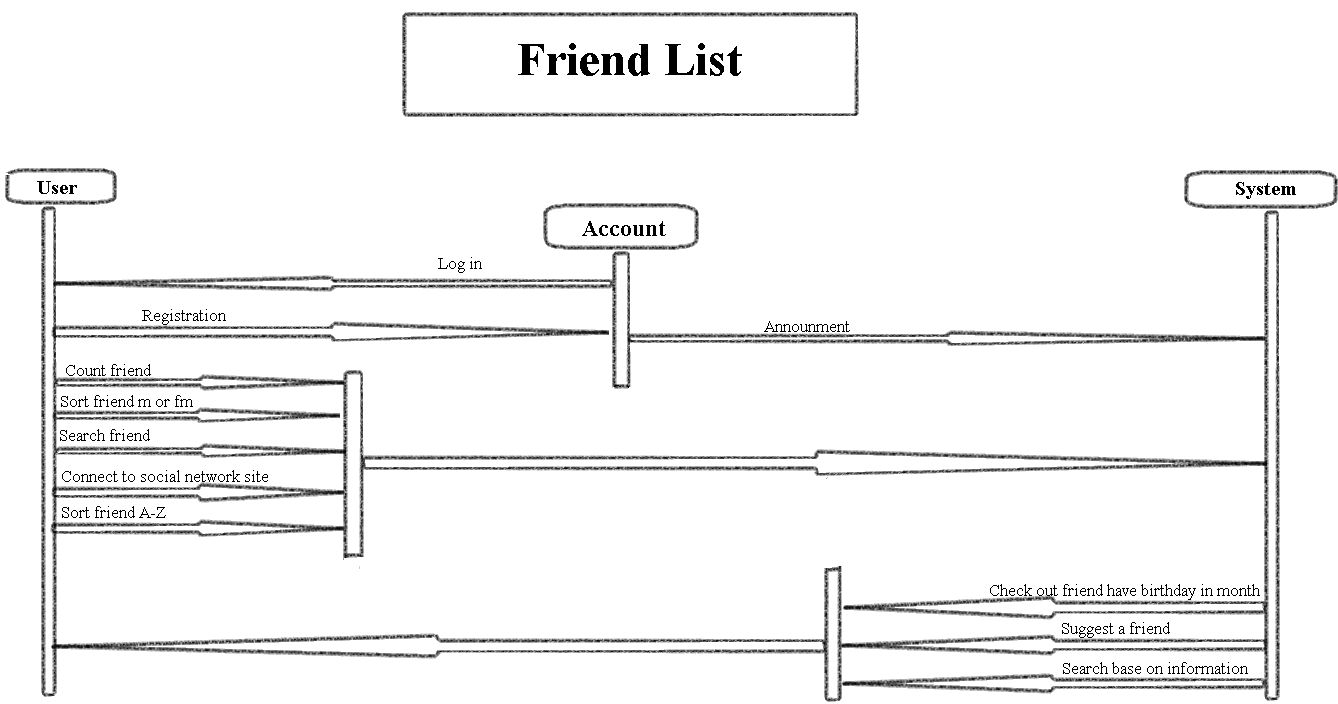 Friend List
User
System
Account
Log in
Registration
Announment
Count friend
Sort friend m or fm
Search friend
Connect to social network site
Sort friend A-Z
Check out friend have birthday in month
Suggest a friend
Search base on information